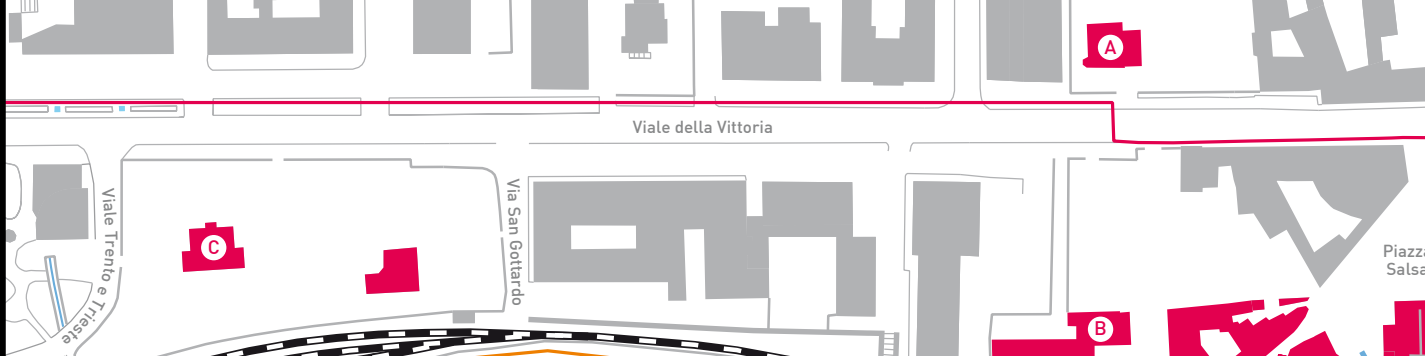 A
Viale della Vittoria
Viale Trento e Trieste
Via San Gottardo
C
Piazza
Salsa
B